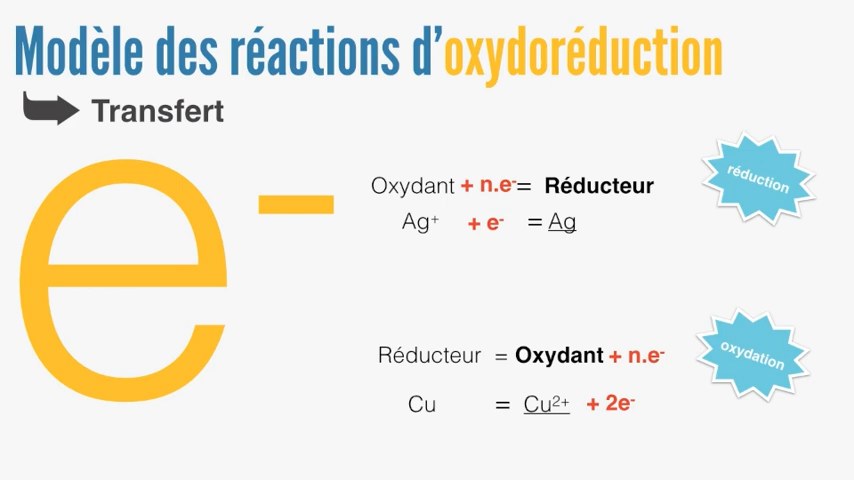 Modèle des réactions d’oxydoréduction
Transfert
e-
Oxydant + n.e- = Réducteur
réduction
Ag+ + e- = Ag
Réducteur = Oxydant + n.e-
oxydation
Cu = Cu2+ + 2e-